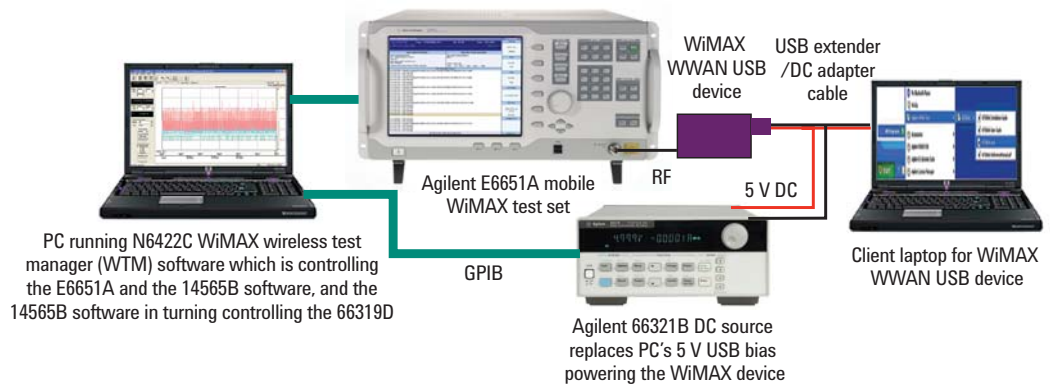 WiMAX
WWAN USB
device
USB extender
/DC adapter
cable
RF
5 V DC
Agilent E6651A mobile
WiMAX test set
GPIB
PC running N6422C WiMAX wireless test
manager (WTM) software which is controlling
the E6651A and the 14565B software, and the
14565B software in turning controlling the 66319D
Client laptop for WiMAX
WWAN USB device
Agilent 66321B DC source
replaces PC's 5 V USB bias
powering the WiMAX device